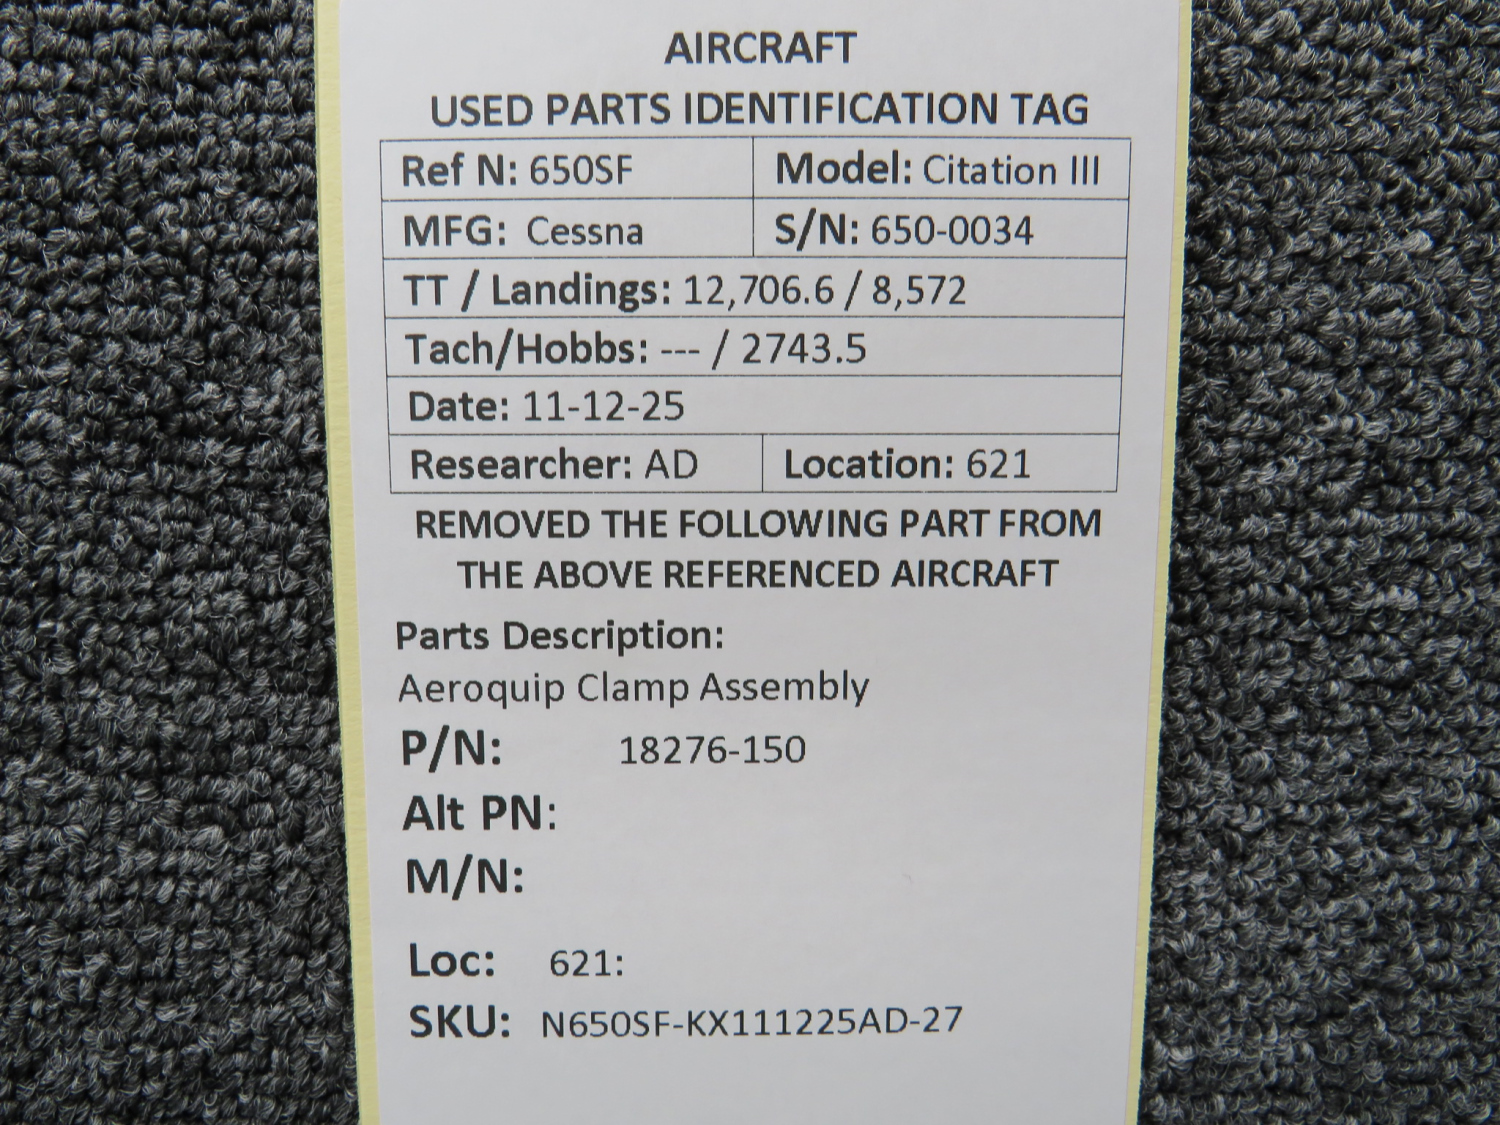 AIRCRAFT
USED PARTS IDENTIFICATION TAG
Ref N: 650SF Model: Citation III
MFG: Cessna S/N: 650-0034
TT / Landings: 12,706.6 / 8,572
Tach/Hobbs: --- / 2743.5
Date: 11-12-25
Researcher: AD Location: 621
REMOVED THE FOLLOWING PART FROM
THE ABOVE REFERENCED AIRCRAFT
Parts Description:
Aeroquip Clamp Assembly
P/N: 18276-150
Alt PN:
M/N:
Loc: 621:
SKU: N650SF-KX111225AD-27